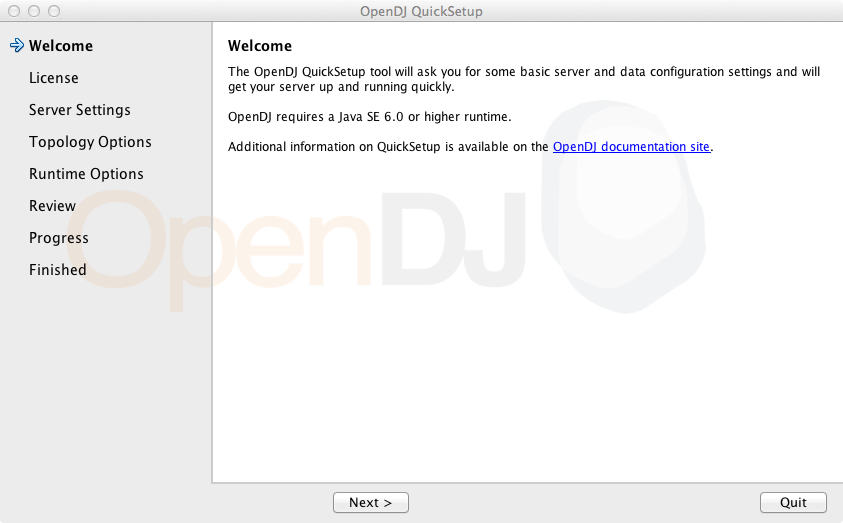 OpenDJ QuickSetup
Welcome
License
Server Settings
Topology Options
Runtime Options
Review
Progress
Finished
Welcome
The OpenDJ QuickSetup tool will ask you for some basic server and data configuration settings and will
get your server up and running quickly.
OpenDJ requires a Java SE 6.0 or higher runtime.
Additional information on QuickSetup is available on the OpenDJ documentation site.
OpenDJ
Next >
Quit